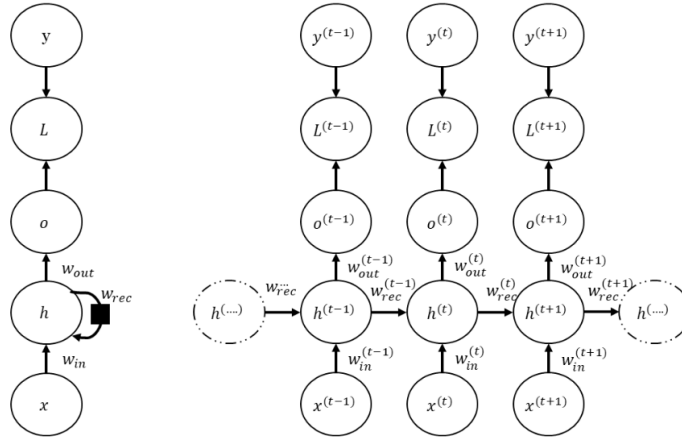 y y^(t−1) y^(t) y^(t+1)
L L^(t−1) L^(t) L^(t+1)
o o^(t−1) o^(t) o^(t+1)
w_out w_out^(t−1) w_out^(t) w_out^(t+1)
w_rec w_rec^... w_rec^(t−1) w_rec^(t) w_rec^(t+1)
h h^(....) h^(t−1) h^(t) h^(t+1) h^(....)
w_in w_in^(t−1) w_in^(t) w_in^(t+1)
x x^(t−1) x^(t) x^(t+1)